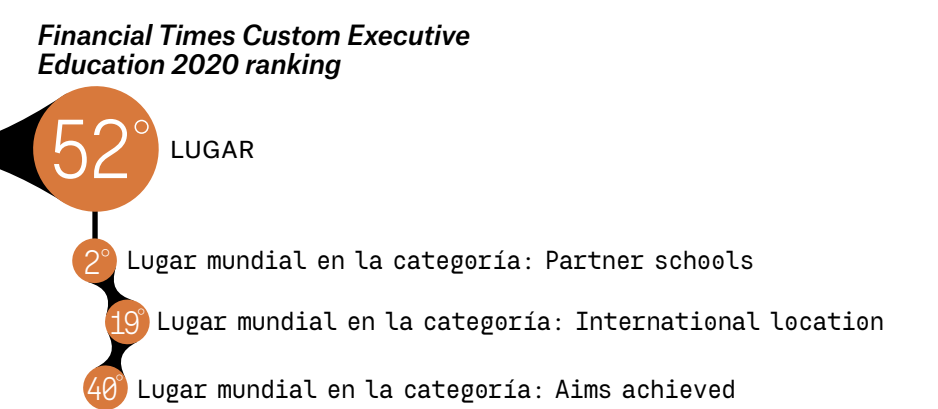 Financial Times Custom Executive
Education 2020 ranking
52° LUGAR
2° Lugar mundial en la categoría: Partner schools
19° Lugar mundial en la categoría: International location
40° Lugar mundial en la categoría: Aims achieved